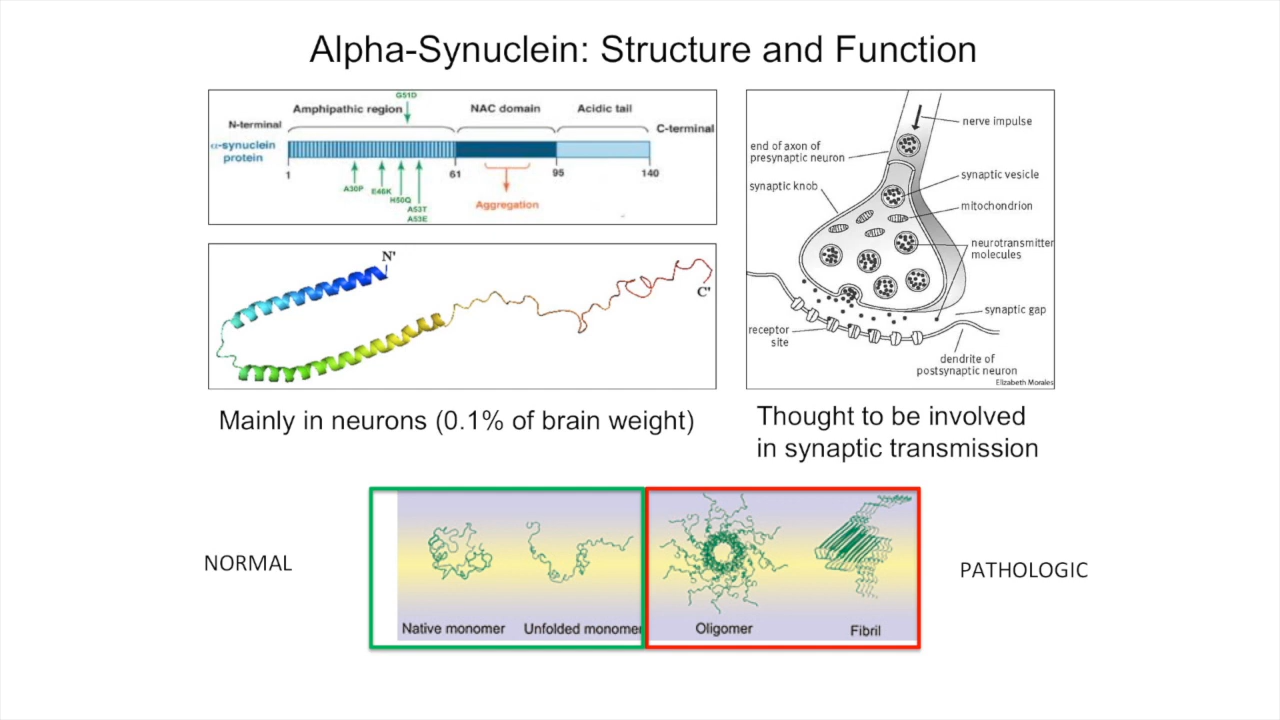 Alpha-Synuclein: Structure and Function
G51D
Amphipathic region
NAC domain
Acidic tail
N-terminal
C-terminal
α-synuclein
protein
1
61
95
140
A30P
E46K
H50Q
A53T
A53E
Aggregation
N'
C'
Mainly in neurons (0.1% of brain weight)
nerve impulse
end of axon of
presynaptic neuron
synaptic vesicle
synaptic knob
mitochondrion
neurotransmitter
molecules
synaptic gap
receptor
site
dendrite of
postsynaptic neuron
Elizabeth Morales
Thought to be involved
in synaptic transmission
NORMAL
Native monomer
Unfolded monomer
Oligomer
Fibril
PATHOLOGIC